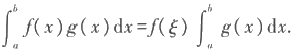 ∫_a^b f(x)g(x)dx=f(ξ) ∫_a^b g(x)dx.